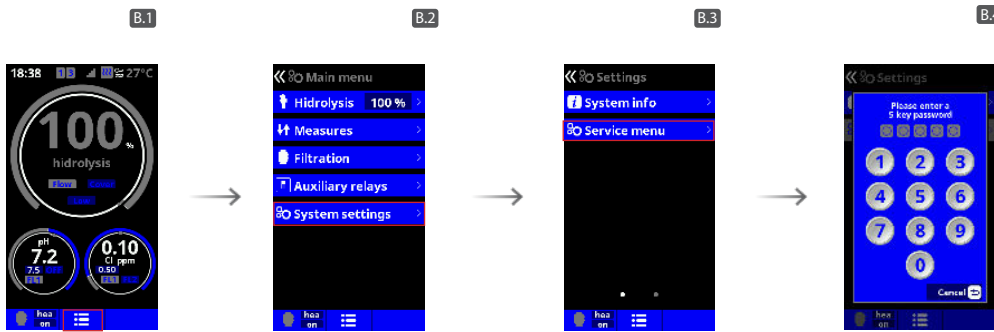 B.1
B.2
B.3
B.4
18:38 27°C
100 %
hidrolysis
Flow
pH
7.2
7.5
FL1
0.10
Cl ppm
0.50
FL1
hea
on
Main menu
Hidrolysis 100 %
Measures
Filtration
Auxiliary relays
System settings
hea
on
Settings
System info
Service menu
hea
on
Settings
Please enter a
5 key password
1 2 3
4 5 6
7 8 9
0
Cancel
hea
on